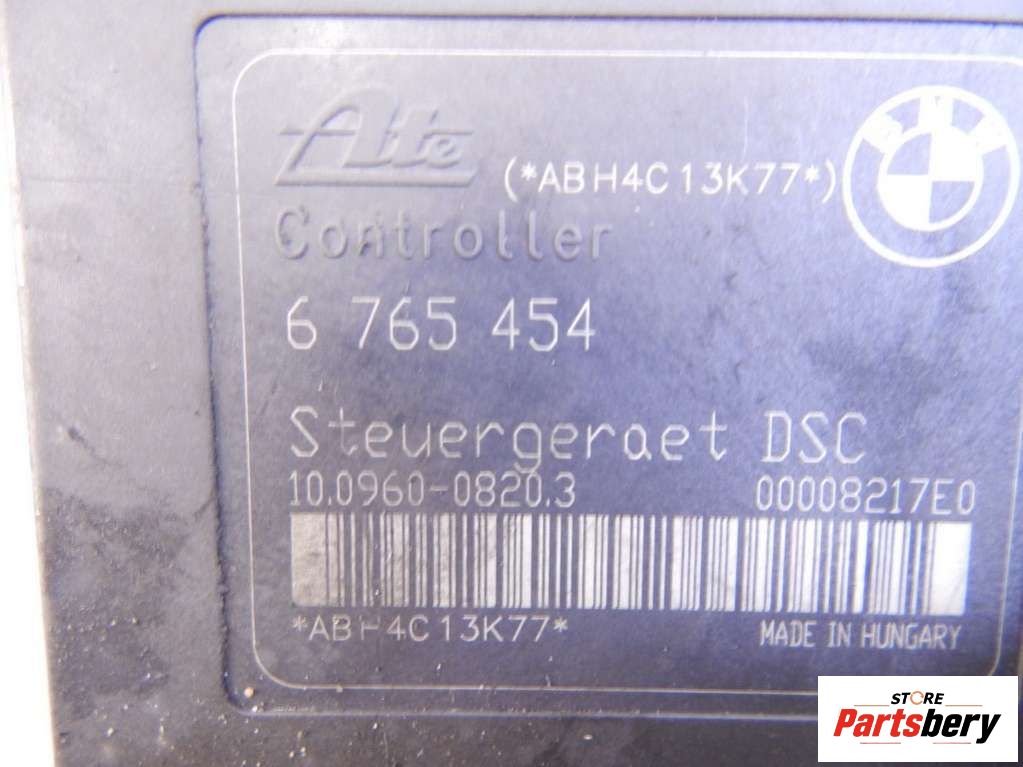 Ate
(*ABH4C13K77*)
BMW
Controller
6 765 454
Steuergeraet DSC
10.0960-0820.3 00008217E0
*ABH4C13K77*
MADE IN HUNGARY
STORE
Partsbery